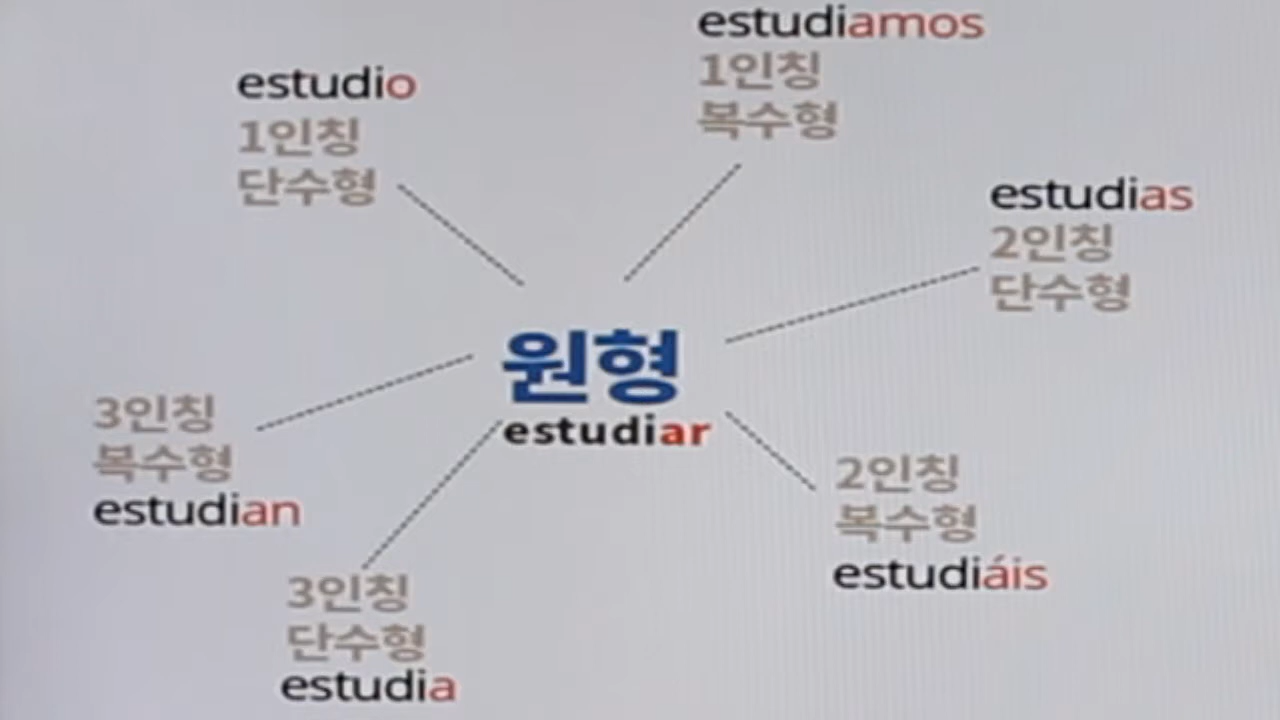 estudiamos
1인칭
복수형
estudio
1인칭
단수형
estudias
2인칭
단수형
원형
estudiar
3인칭
복수형
estudian
2인칭
복수형
estudiáis
3인칭
단수형
estudia